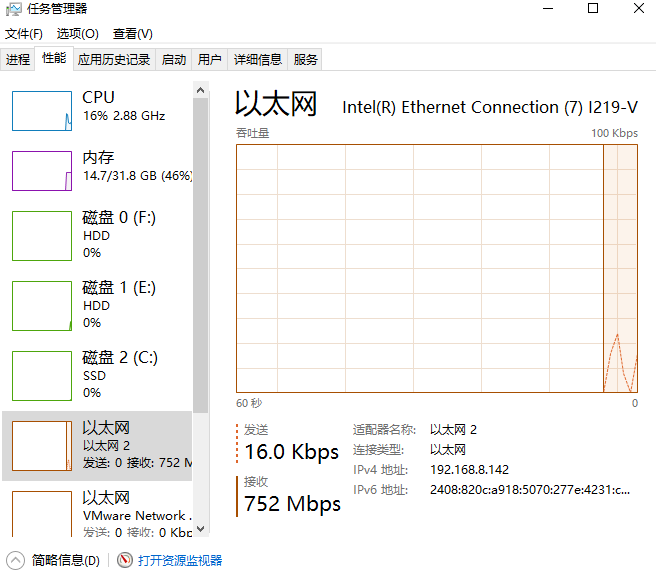 任务管理器
文件(F) 选项(O) 查看(V)
进程 性能 应用历史记录 启动 用户 详细信息 服务
CPU
16% 2.88 GHz
内存
14.7/31.8 GB (46%)
磁盘 0 (F:)
HDD
0%
磁盘 1 (E:)
HDD
0%
磁盘 2 (C:)
SSD
0%
以太网
以太网 2
发送: 0 接收: 752 M
以太网
VMware Network .
发送: 0 接收: 0 Kbp
以太网 Intel(R) Ethernet Connection (7) I219-V
吞吐量 100 Kbps
60 秒 0
发送
16.0 Kbps
接收
752 Mbps
适配器名称: 以太网 2
连接类型: 以太网
IPv4 地址: 192.168.8.142
IPv6 地址: 2408:820c:a918:5070:277e:4231:c...
简略信息(D) 打开资源监视器